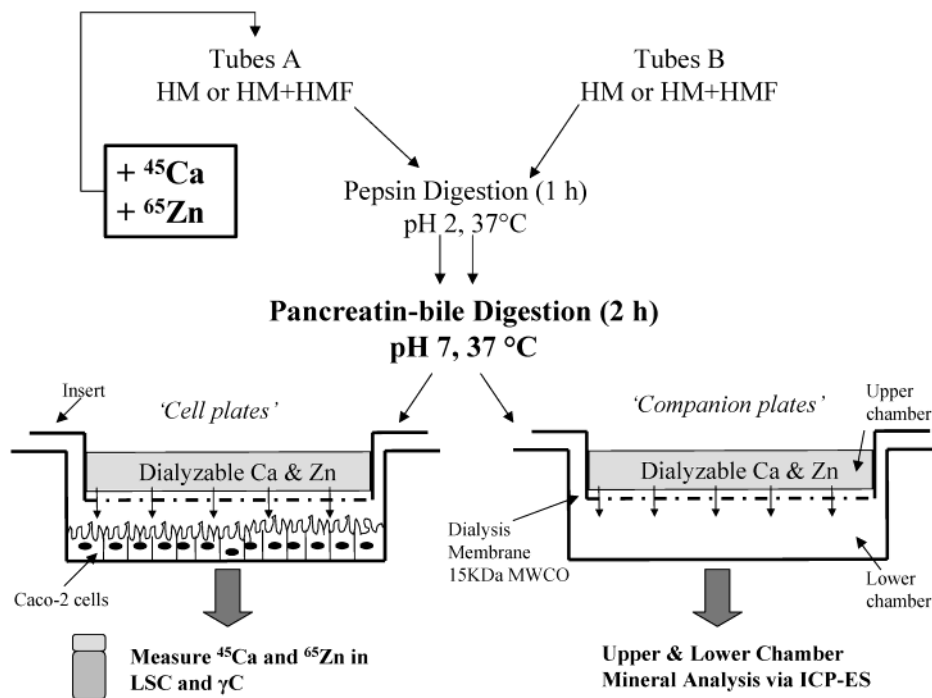 Tubes A
HM or HM+HMF
Tubes B
HM or HM+HMF
+ ⁴⁵Ca
+ ⁶⁵Zn
Pepsin Digestion (1 h)
pH 2, 37°C
Pancreatin-bile Digestion (2 h)
pH 7, 37 °C
Insert
'Cell plates'
Dialyzable Ca & Zn
Caco-2 cells
'Companion plates'
Upper
chamber
Dialyzable Ca & Zn
Dialysis
Membrane
15KDa MWCO
Lower
chamber
Measure ⁴⁵Ca and ⁶⁵Zn in
LSC and γC
Upper & Lower Chamber
Mineral Analysis via ICP-ES